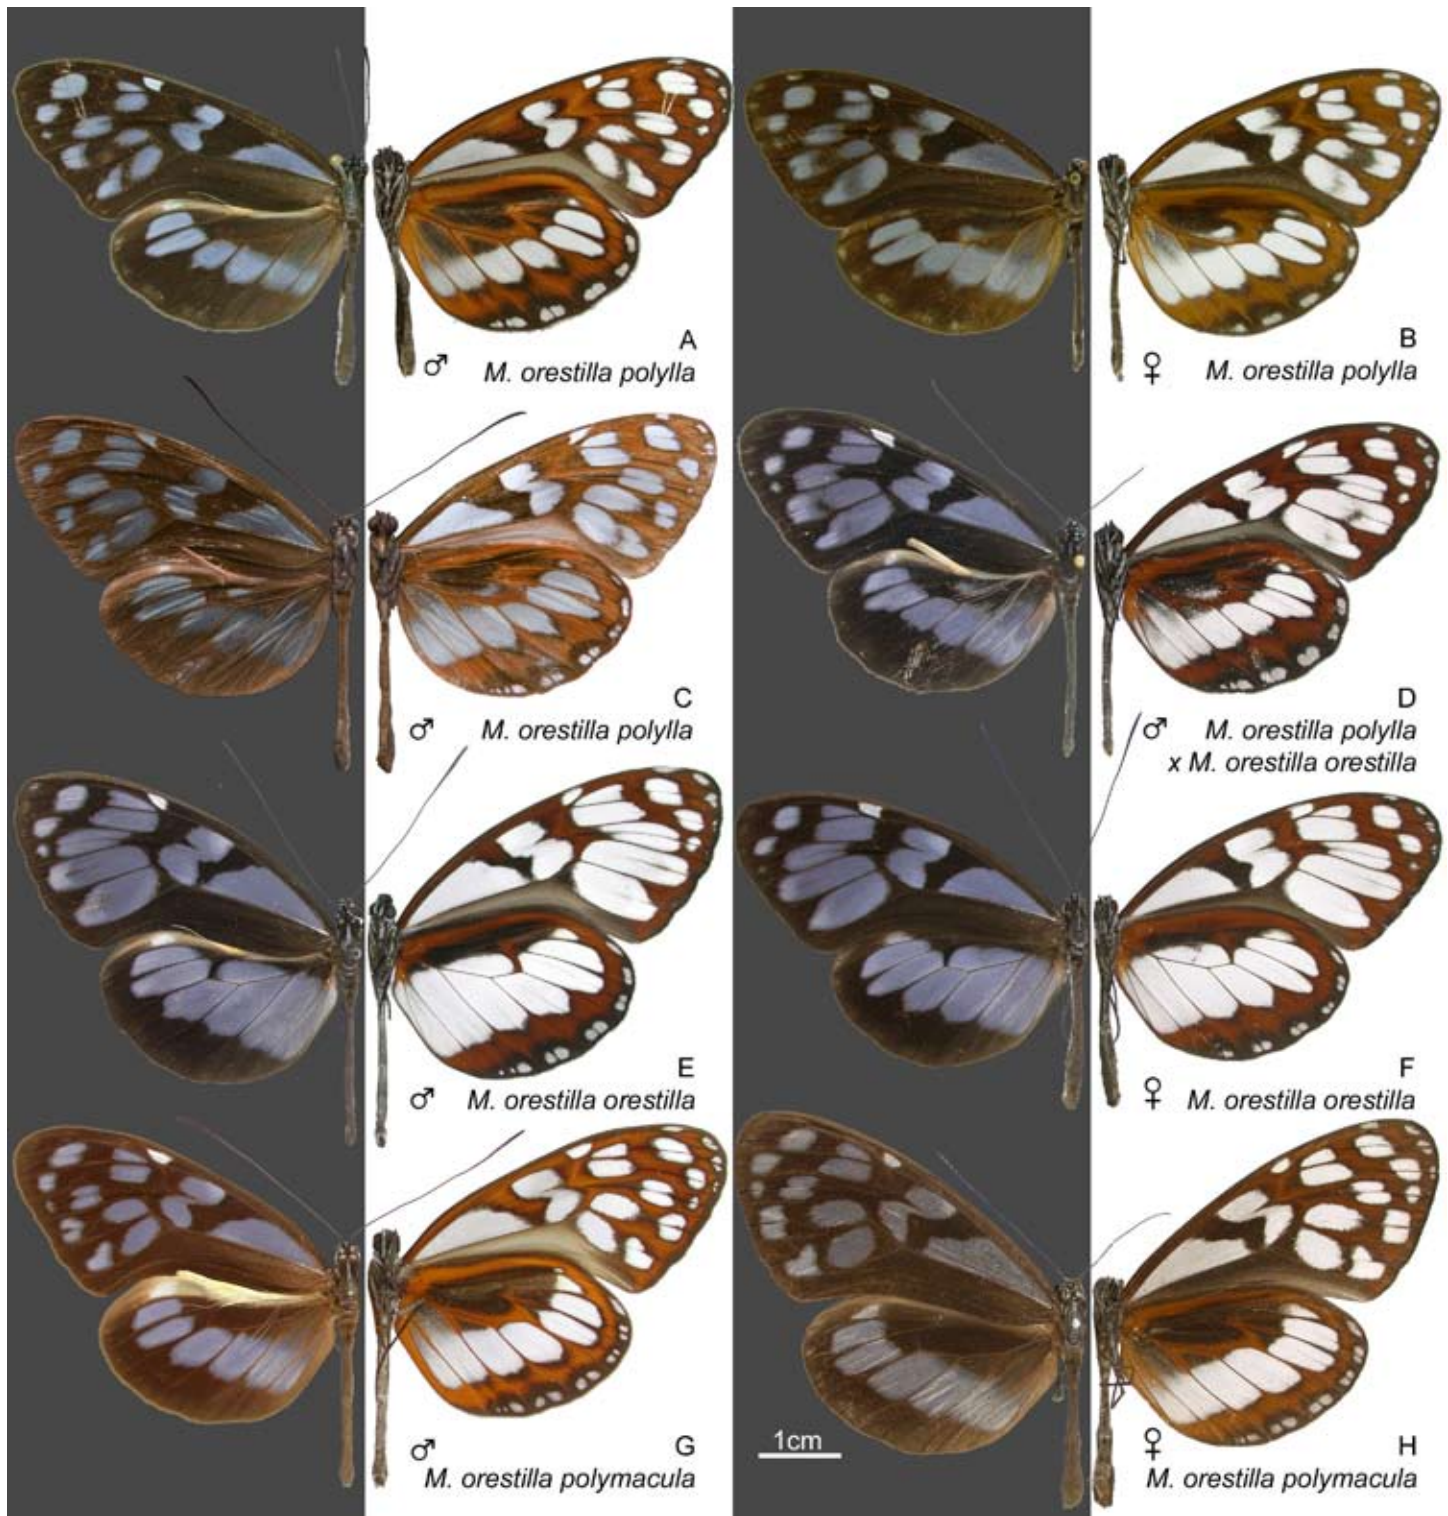 A
♂ M. orestilla polylla
B
♀ M. orestilla polylla
C
♂ M. orestilla polylla
D
♂ M. orestilla polylla
x M. orestilla orestilla
E
♂ M. orestilla orestilla
F
♀ M. orestilla orestilla
G
♂
M. orestilla polymacula
1cm
H
♀
M. orestilla polymacula